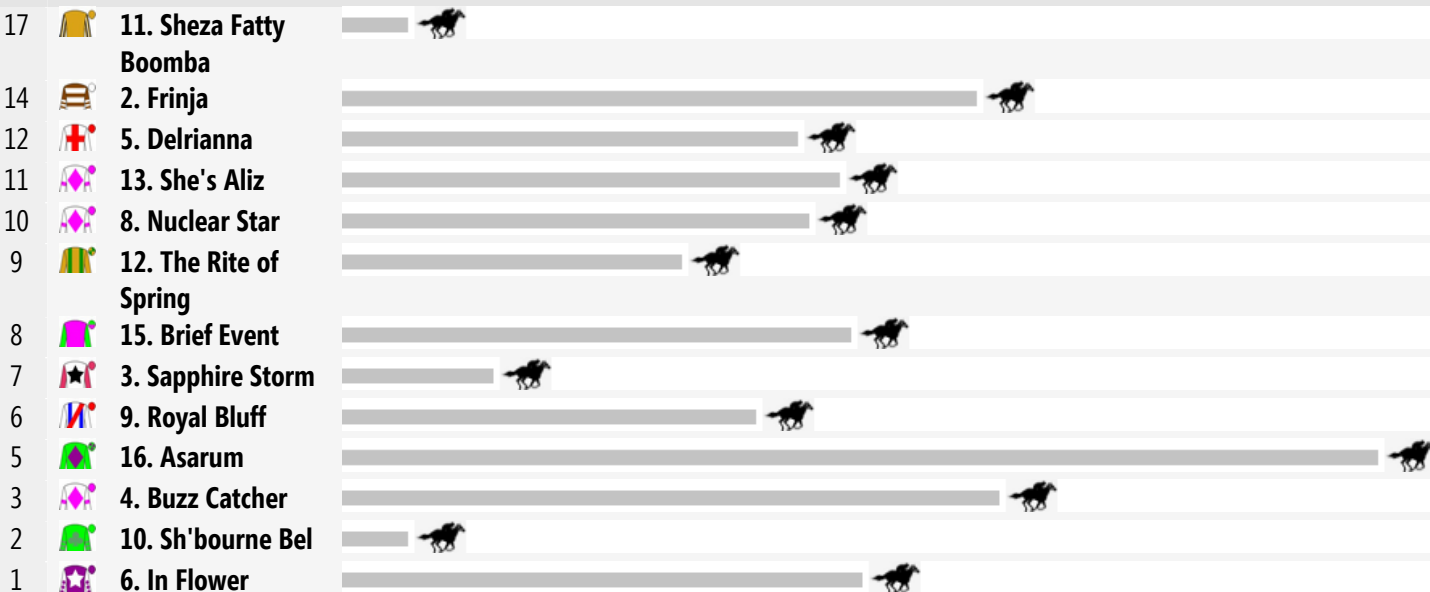 17 11. Sheza Fatty
Boomba
14 2. Frinja
12 5. Delrianna
11 13. She's Aliz
10 8. Nuclear Star
9 12. The Rite of
Spring
8 15. Brief Event
7 3. Sapphire Storm
6 9. Royal Bluff
5 16. Asarum
3 4. Buzz Catcher
2 10. Sh'bourne Bel
1 6. In Flower